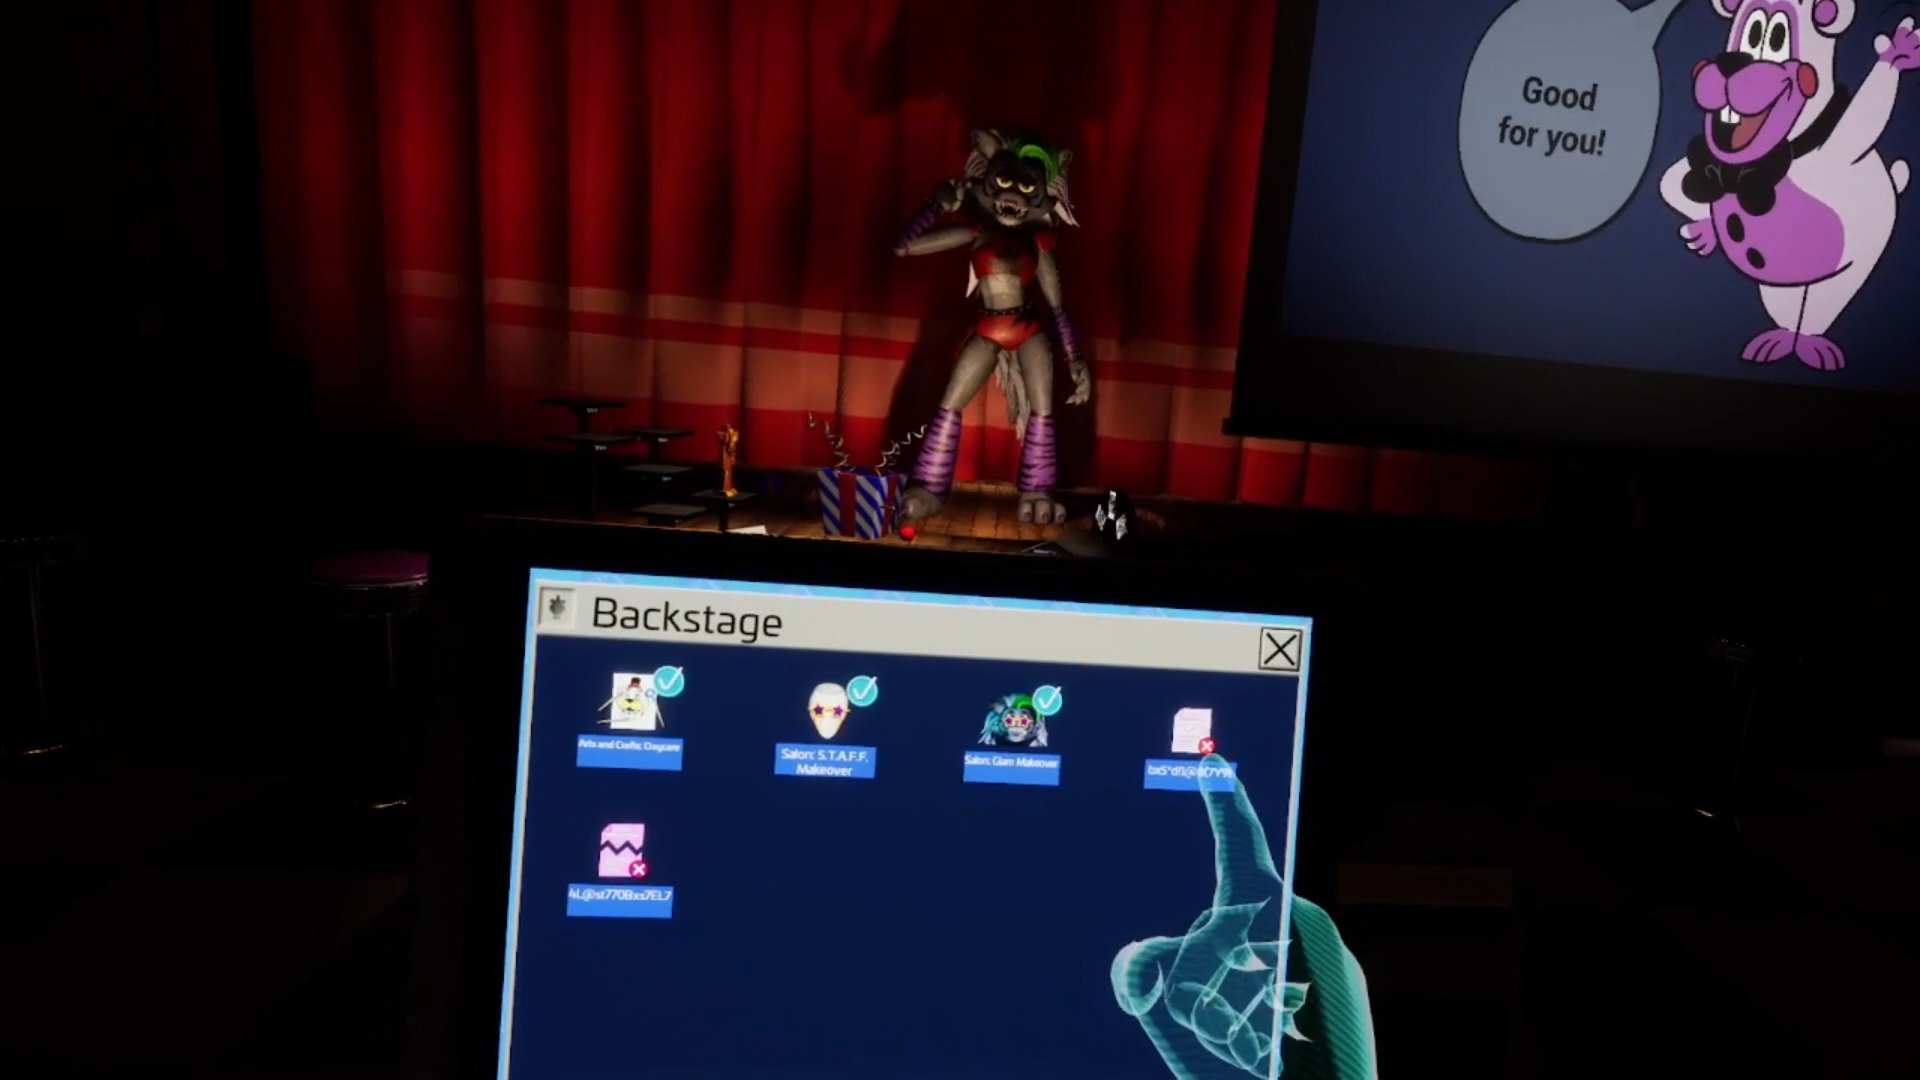 Good
for you!
Backstage
Arts and Crafts: Daycare
Salon: S.T.A.F.F.
Makeover
Salon: Glam Makeover